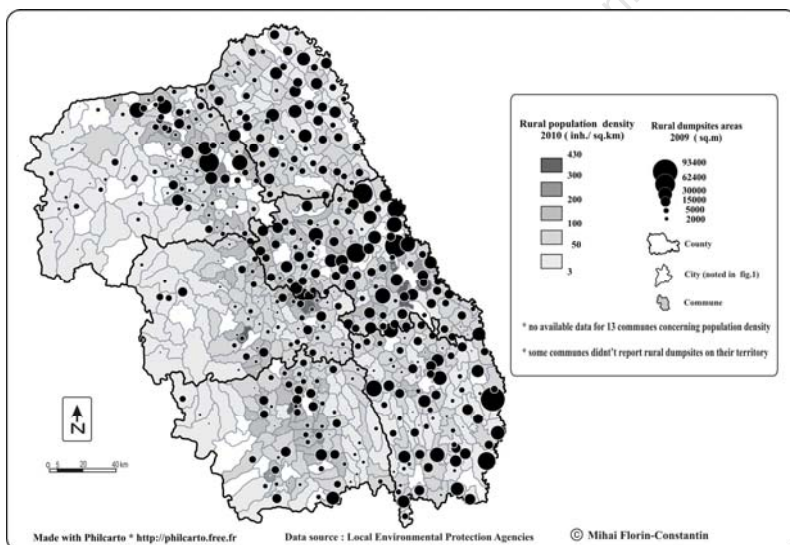 Rural population density
2010 ( inh./ sq.km)
430
300
200
100
50
3
Rural dumpsites areas
2009 ( sq.m)
93400
62400
30000
15000
5000
2000
County
City (noted in fig.1)
Commune
* no available data for 13 communes concerning population density
* some communes didnt't report rural dumpsites on their territory
N
0 5 20 40 km
Made with Philcarto * http://philcarto.free.fr
Data source : Local Environmental Protection Agencies
© Mihai Florin-Constantin